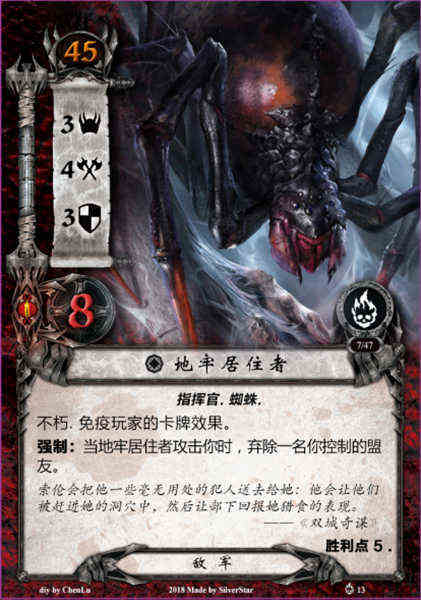 45
3
4
3
8
7/47
地牢居住者
指挥官. 蜘蛛.
不朽. 免疫玩家的卡牌效果。
强制：当地牢居住者攻击你时，弃除一名你控制的盟
友。
索伦会把他一些毫无用处的犯人送去给她：他会让他们
被赶进她的洞穴中，然后让部下回报她猎食的表现。
——《双城奇谋
胜利点 5 .
敌军
diy by ChenLu
2018 Made by SilverStar
13